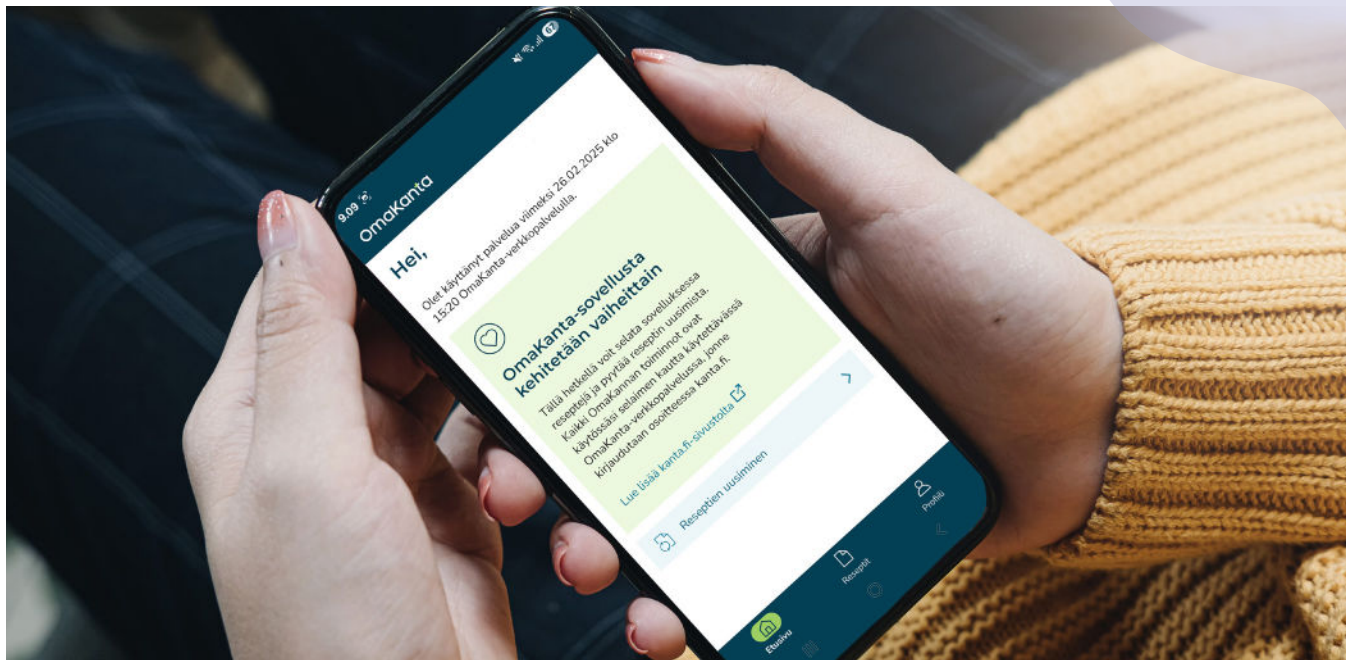 9.09
67
OmaKanta
Hei,
Olet käyttänyt palvelua viimeksi 26.02.2025 klo
15:20 OmaKanta-verkkopalvelulla.
OmaKanta-sovellusta
kehitetään vaiheittain
Tällä hetkellä voit selata sovelluksessa
reseptejä ja pyytää reseptin uusimista.
Kaikki OmaKannan toiminnot ovat
käytössäsi selaimen kautta käytettävässä
OmaKanta-verkkopalvelussa, jonne
kirjaudutaan osoitteessa kanta.fi.
Lue lisää kanta.fi-sivustolta
Reseptien uusiminen
Etusivu
Reseptit
Profiili